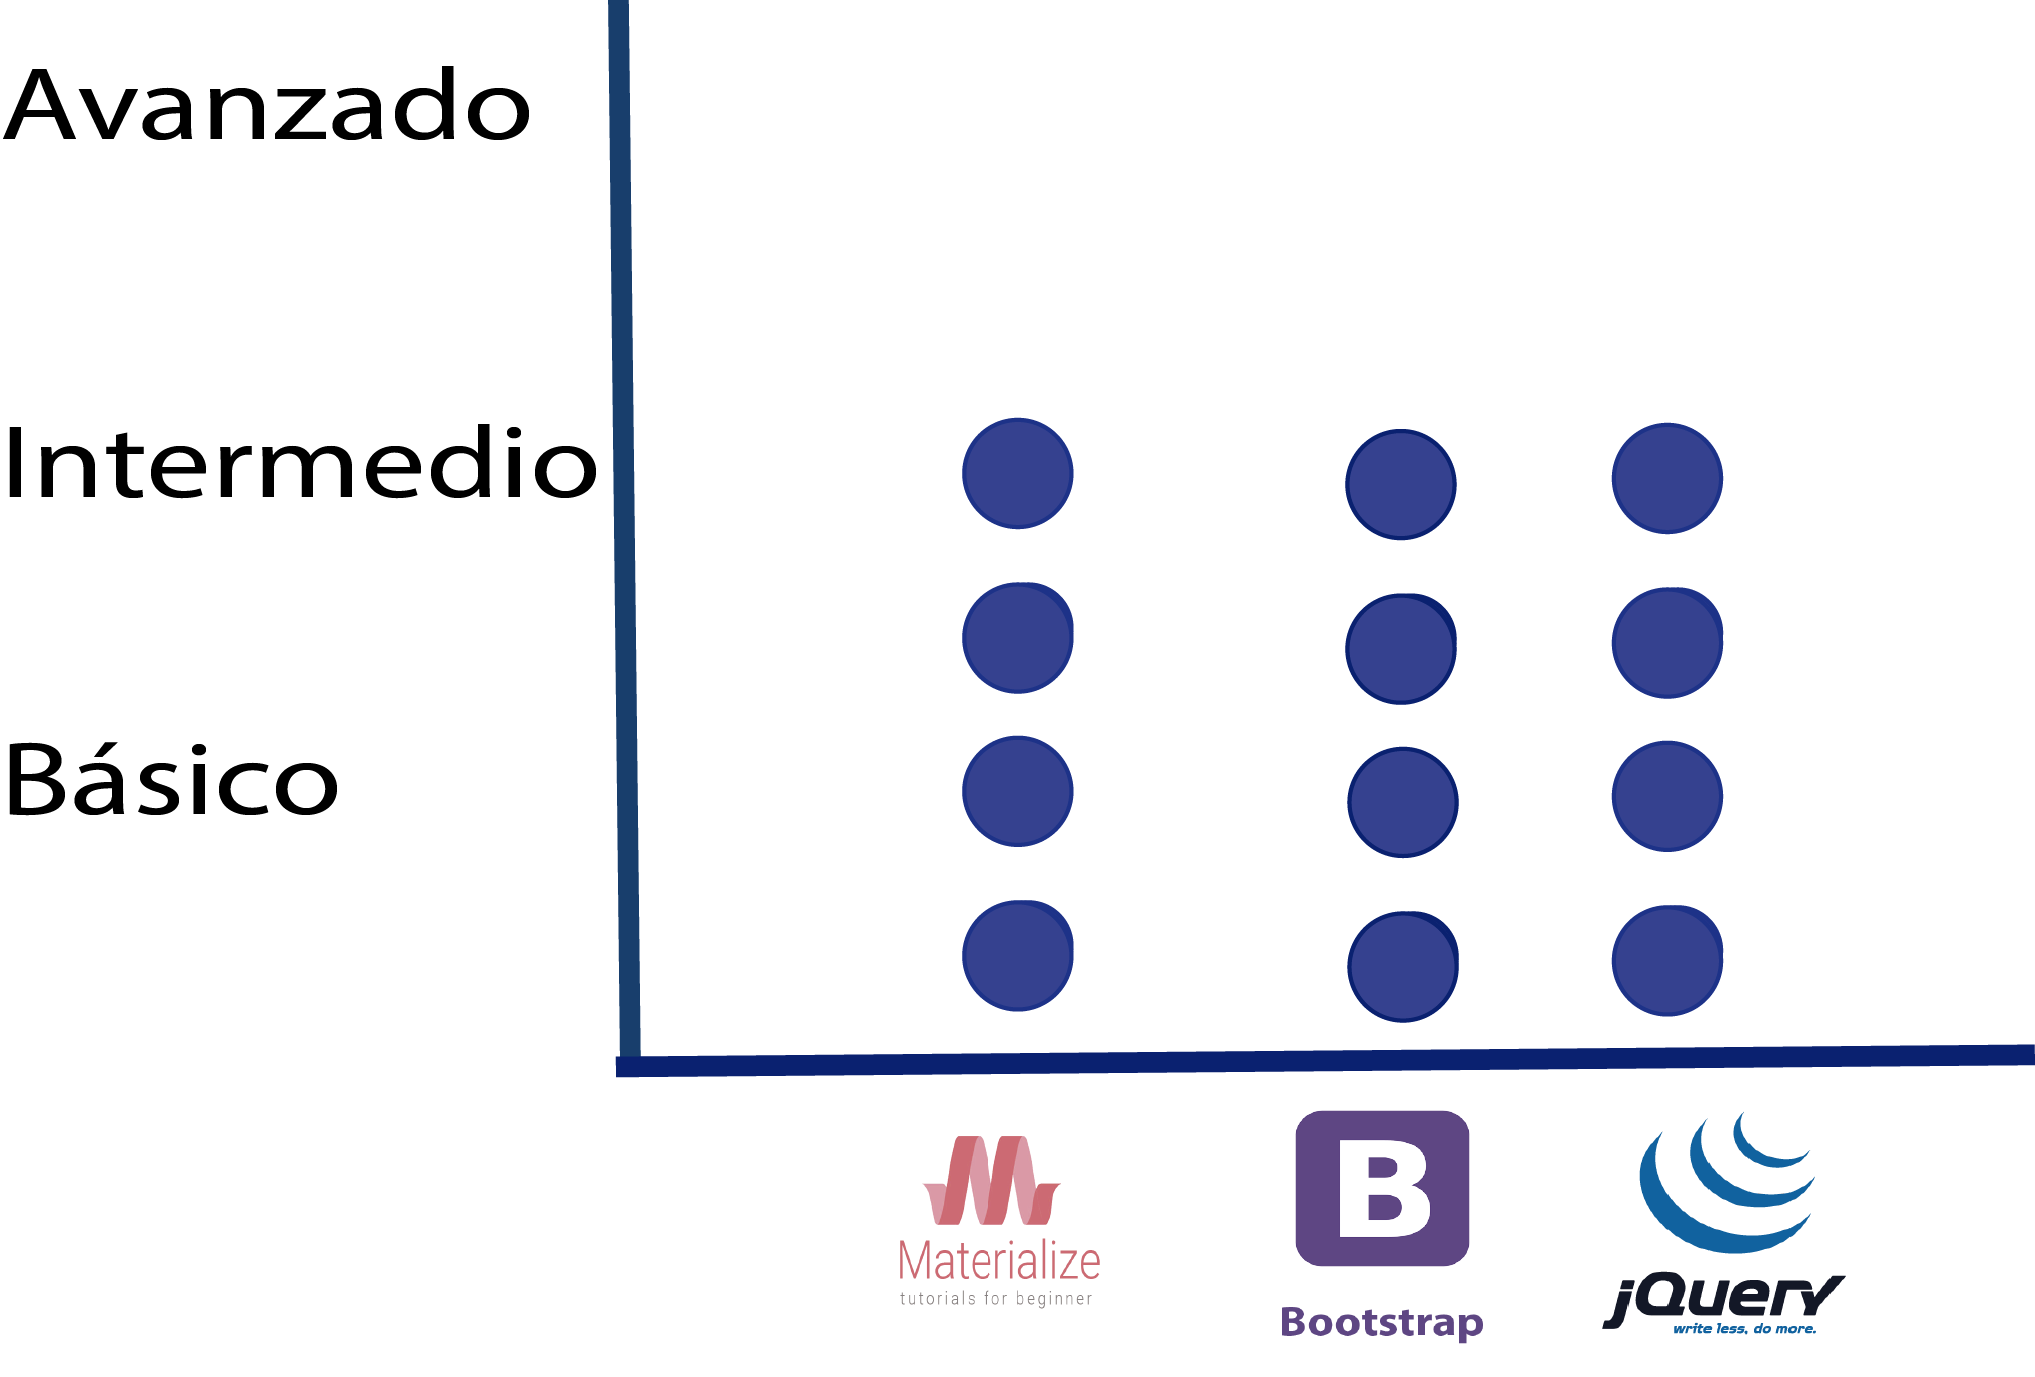 Avanzado
Intermedio
Básico
Materialize
tutorials for beginner
B
Bootstrap
jQuery
write less, do more.